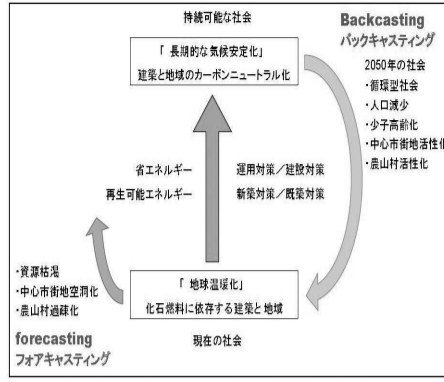 持続可能な社会
「 長期的な気候安定化」
建築と地域のカーボンニュートラル化
Backcasting
バックキャスティング
2050年の社会
・循環型社会
・人口減少
・少子高齢化
・中心市街地活性化
・農山村活性化
省エネルギー 運用対策／建設対策
再生可能エネルギー 新築対策／既築対策
・資源枯渇
・中心市街地空洞化
・農山村過疎化
forecasting
フォアキャスティング
「 地球温暖化」
化石燃料に依存する建築と地域
現在の社会